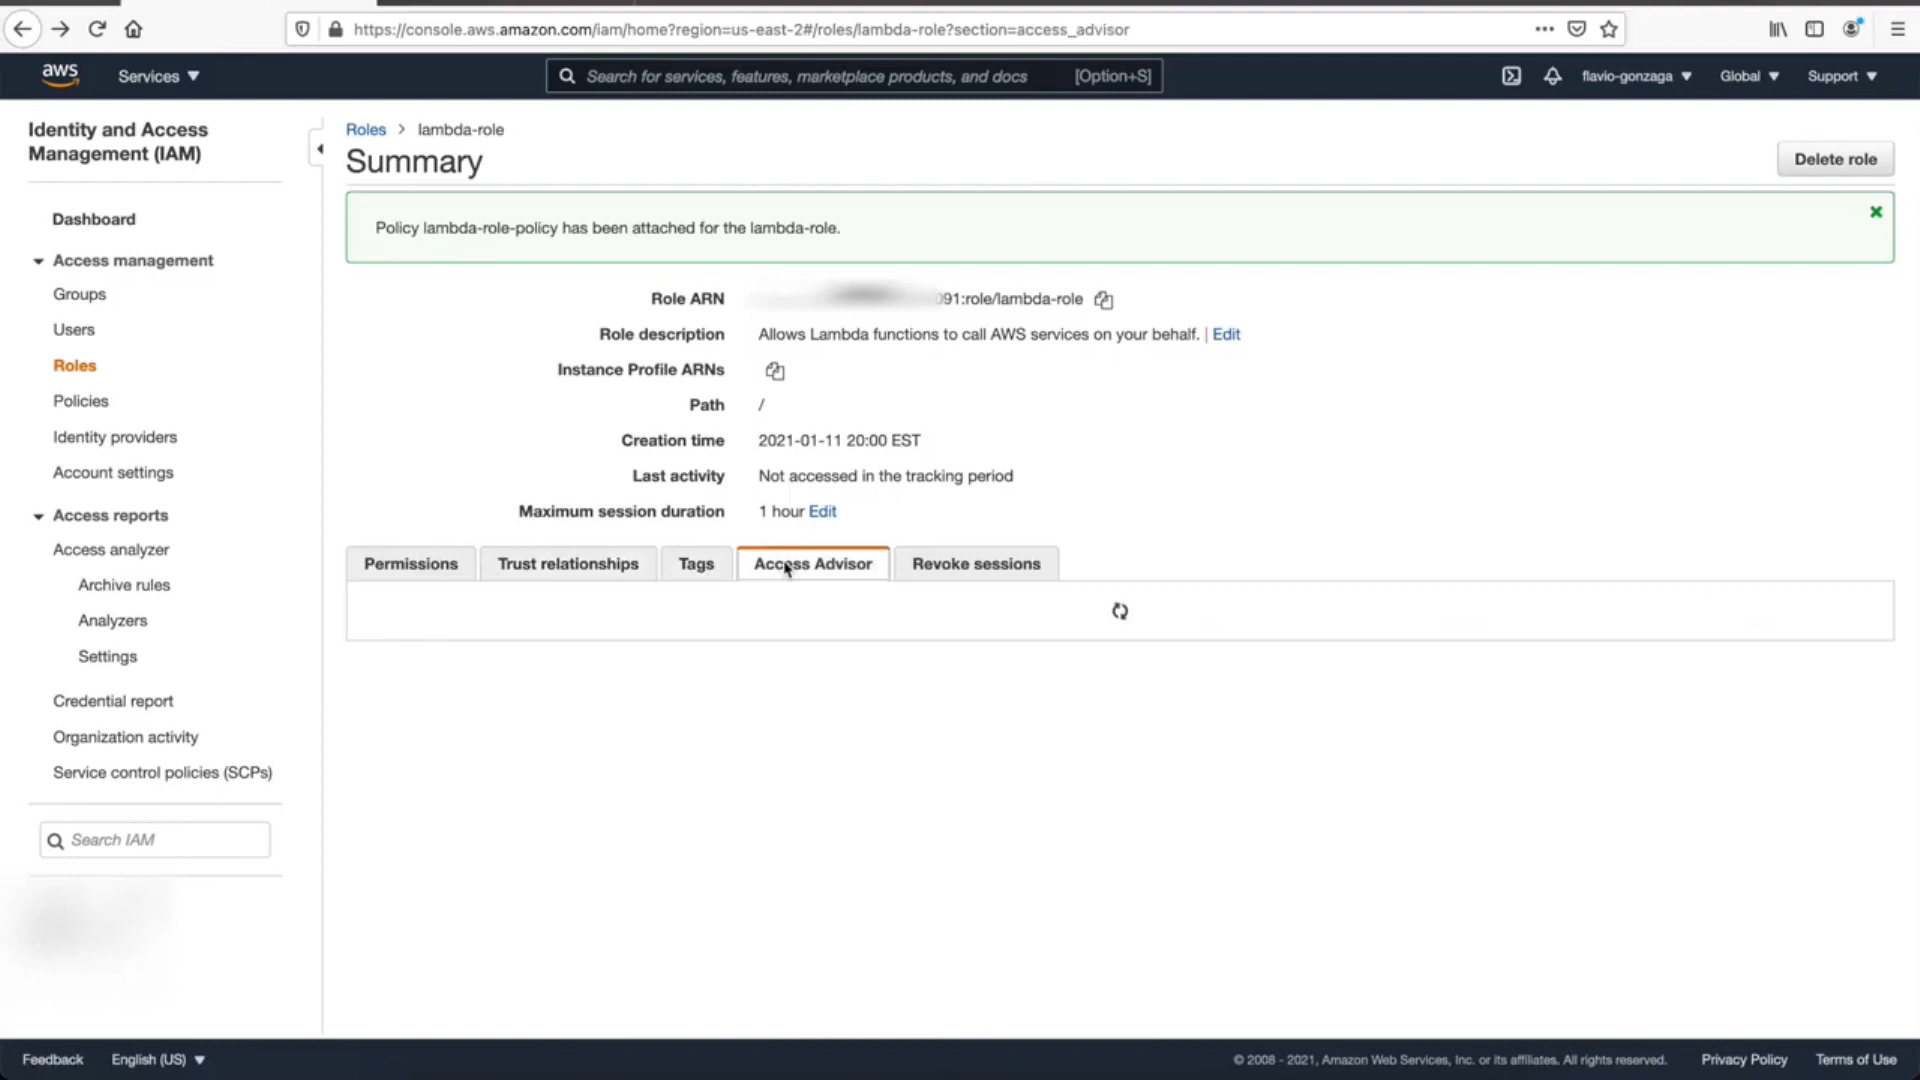 https://console.aws.amazon.com/iam/home?region=us-east-2#/roles/lambda-role?section=access_advisor
aws
Services
Search for services, features, marketplace products, and docs
[Option+S]
flavio-gonzaga
Global
Support
Identity and Access
Management (IAM)
Dashboard
Access management
Groups
Users
Roles
Policies
Identity providers
Account settings
Access reports
Access analyzer
Archive rules
Analyzers
Settings
Credential report
Organization activity
Service control policies (SCPs)
Search IAM
Roles > lambda-role
Summary
Delete role
Policy lambda-role-policy has been attached for the lambda-role.
Role ARN 091:role/lambda-role
Role description Allows Lambda functions to call AWS services on your behalf. | Edit
Instance Profile ARNs
Path /
Creation time 2021-01-11 20:00 EST
Last activity Not accessed in the tracking period
Maximum session duration 1 hour Edit
Permissions
Trust relationships
Tags
Access Advisor
Revoke sessions
Feedback
English (US)
© 2008 - 2021, Amazon Web Services, Inc. or its affiliates. All rights reserved.
Privacy Policy
Terms of Use